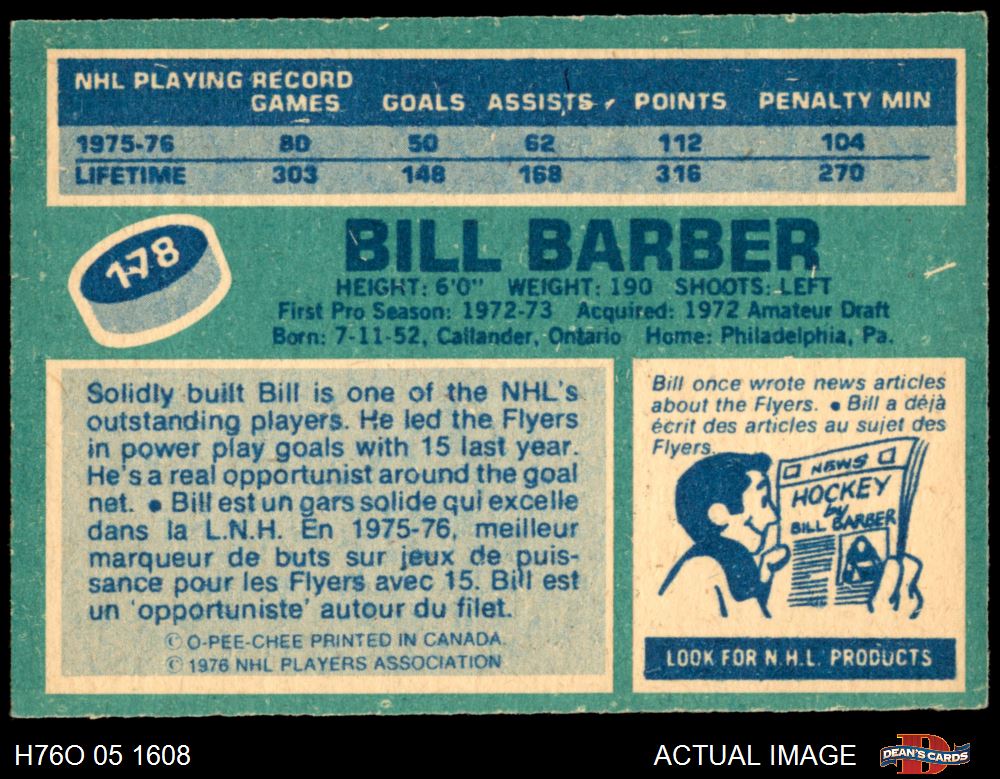 NHL PLAYING RECORD
GAMES GOALS ASSISTS POINTS PENALTY MIN
1975-76 80 50 62 112 104
LIFETIME 303 148 168 316 270
178
BILL BARBER
HEIGHT: 6'0" WEIGHT: 190 SHOOTS: LEFT
First Pro Season: 1972-73 Acquired: 1972 Amateur Draft
Born: 7-11-52, Callander, Ontario Home: Philadelphia, Pa.
Solidly built Bill is one of the NHL's
outstanding players. He led the Flyers
in power play goals with 15 last year.
He's a real opportunist around the goal
net. • Bill est un gars solide qui excelle
dans la L.N.H. En 1975-76, meilleur
marqueur de buts sur jeux de puis-
sance pour les Flyers avec 15. Bill est
un 'opportuniste' autour du filet.
© O-PEE-CHEE PRINTED IN CANADA.
© 1976 NHL PLAYERS ASSOCIATION
Bill once wrote news articles
about the Flyers. • Bill a déjà
écrit des articles au sujet des
Flyers.
NEWS
HOCKEY
by
BILL BARBER
LOOK FOR N.H.L. PRODUCTS
H76O 05 1608
ACTUAL IMAGE
DEAN'S CARDS